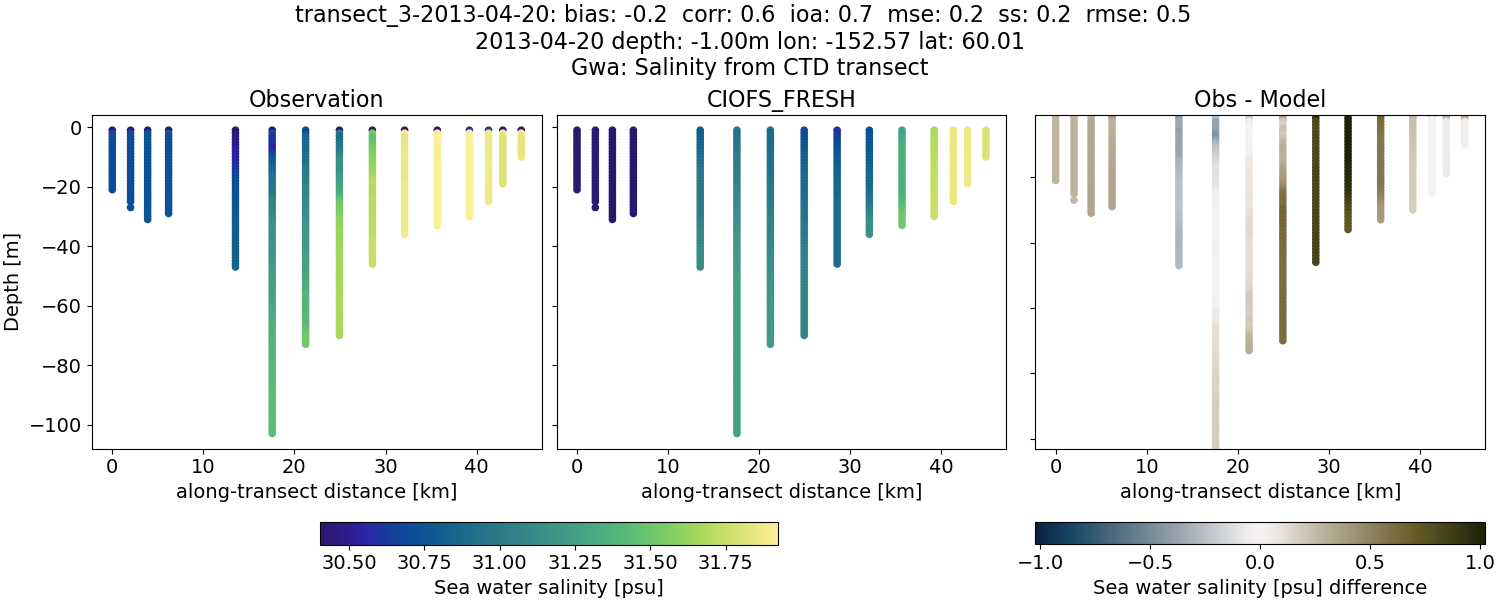 transect_3-2013-04-20: bias: -0.2  corr: 0.6  ioa: 0.7  mse: 0.2  ss: 0.2  rmse: 0.5
2013-04-20 depth: -1.00m lon: -152.57 lat: 60.01
Gwa: Salinity from CTD transect
Observation
CIOFS_FRESH
Obs - Model
Depth [m]
0
−20
−40
−60
−80
−100
0 10 20 30 40
0 10 20 30 40
0 10 20 30 40
along-transect distance [km]
along-transect distance [km]
along-transect distance [km]
30.50 30.75 31.00 31.25 31.50 31.75
Sea water salinity [psu]
−1.0 −0.5 0.0 0.5 1.0
Sea water salinity [psu] difference